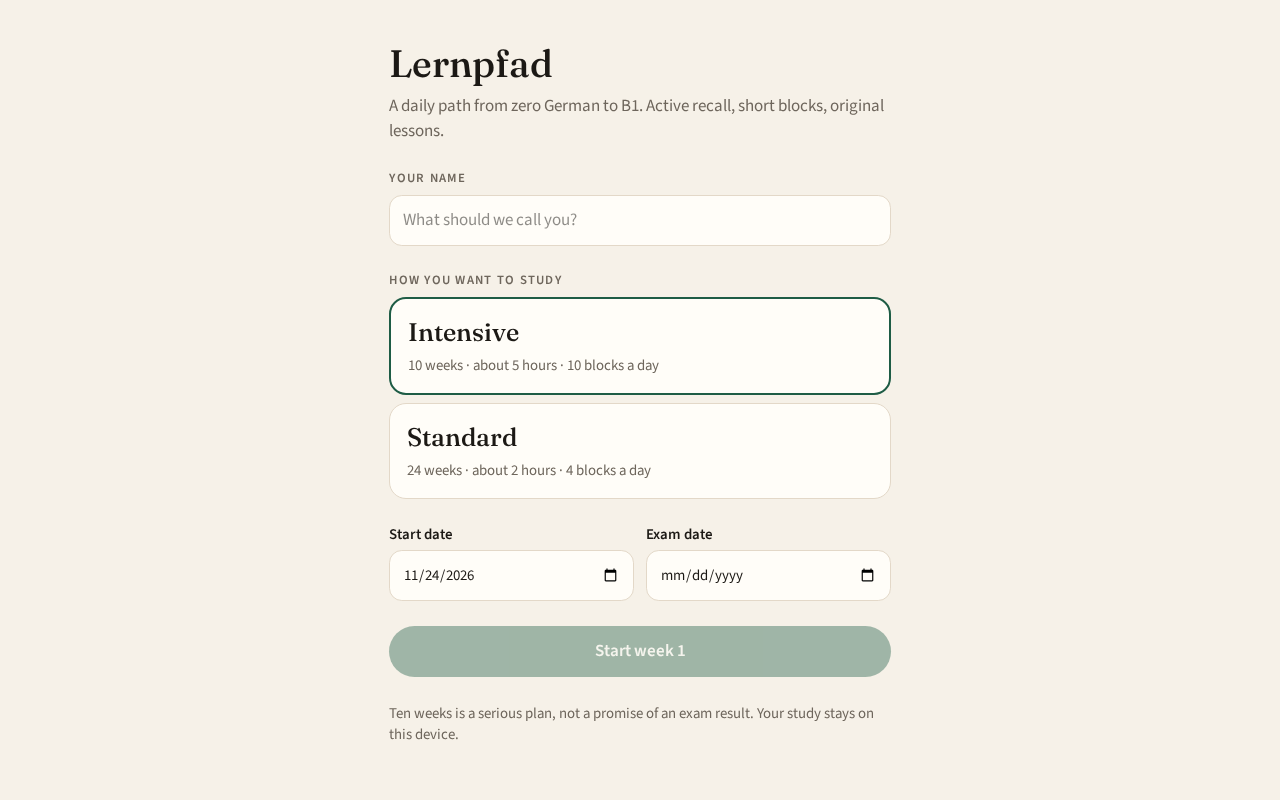 Lernpfad
A daily path from zero German to B1. Active recall, short blocks, original
lessons.
YOUR NAME
What should we call you?
HOW YOU WANT TO STUDY
Intensive
10 weeks · about 5 hours · 10 blocks a day
Standard
24 weeks · about 2 hours · 4 blocks a day
Start date
Exam date
11/24/2026
mm/dd/yyyy
Start week 1
Ten weeks is a serious plan, not a promise of an exam result. Your study stays on
this device.